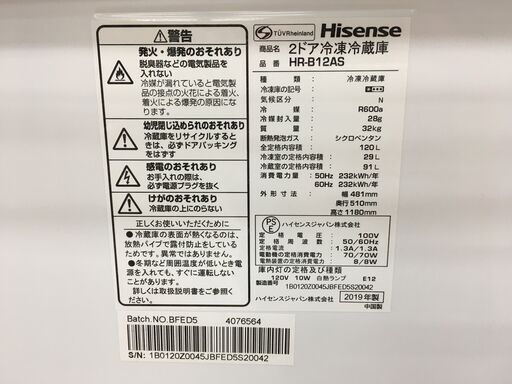 警告
発火・爆発のおそれあり
脱臭器などの電気製品を
入れない
冷媒が漏れていると電気製品
の接点の火花による着火、
着火による爆発の原因になり
ます。
幼児閉じ込められのおそれあり
冷蔵庫をリサイクルする
ときは、必ずドアパッキング
をはずす
感電のおそれあり
お手入れの際は、
必ず電源プラグを抜く
けがのおそれあり
冷蔵庫の上にのらない
正しくお使いいただくために
●冷蔵庫の表面が熱くなるのは、
放熱パイプで露付き防止をしている
ためで、異常ではありません。
●冬期など周囲温度が低いときは
あまり運転しないことがあります。
詳しくは取扱説明書をごらんください。
TÜVRheinland
Hisense
商品名 2ドア冷凍冷蔵庫
品番 HR-B12AS
種類: 冷凍冷蔵庫
冷凍庫の記号:
気候区分: N
冷媒: R600a
冷媒封入量: 28g
質量: 32kg
断熱発泡ガス: シクロペンタン
全定格内容積: 120 L
冷凍室の定格内容積: 29 L
冷蔵室の定格内容積: 91 L
消費電力量: 50Hz 232kWh/年
60Hz 232kWh/年
外形寸法: 幅 481mm
奥行 510mm
高さ 1180mm
PS
E
ハイセンスジャパン株式会社
定格電圧: 100V
定格周波数: 50/60Hz
定格電流: 1.3A/1.3A
電動機の定格消費電力: 70/70W
電熱装置の定格消費電力: 8/8W
庫内灯の定格及び種類
120V 10W 白熱ランプ E12
製造番号: 1B0120Z0045JBFED5S20042
ハイセンスジャパン株式会社
2019年製
Batch.NO.BFED5 4076564
S/N: 1B0120Z0045JBFED5S20042